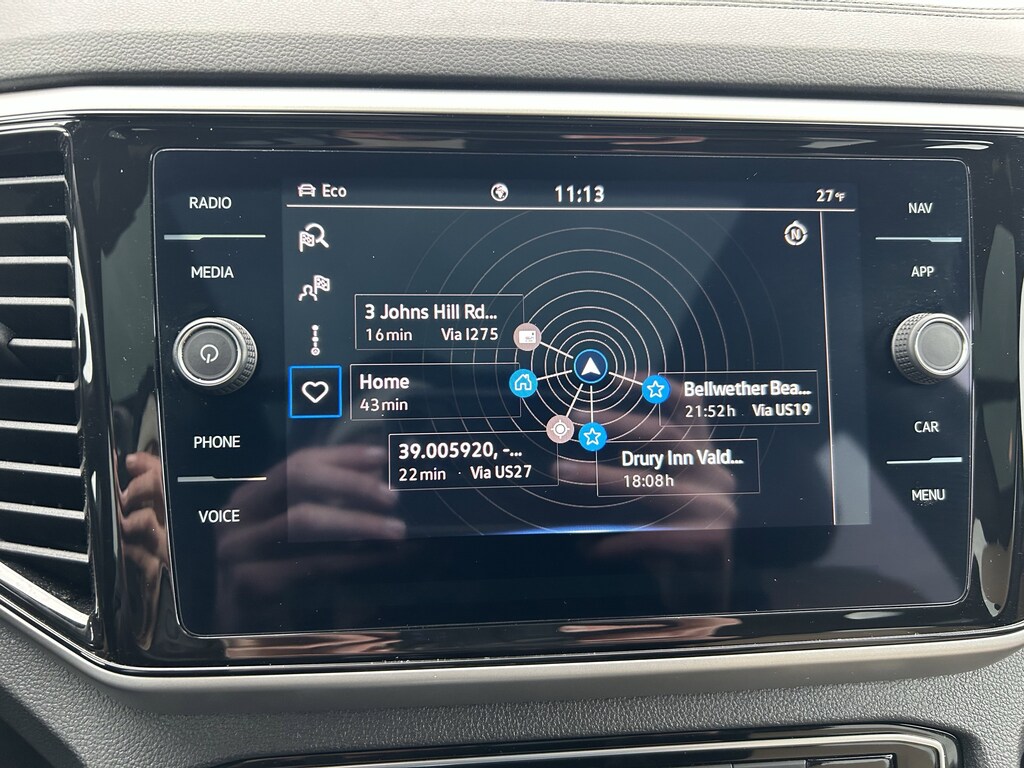 RADIO
MEDIA
PHONE
VOICE
Eco
11:13
27°F
N
3 Johns Hill Rd...
16min Via I275
Home
43min
39.005920, -...
22min · Via US27
Bellwether Bea...
21:52h Via US19
Drury Inn Vald...
18:08h
NAV
APP
CAR
MENU